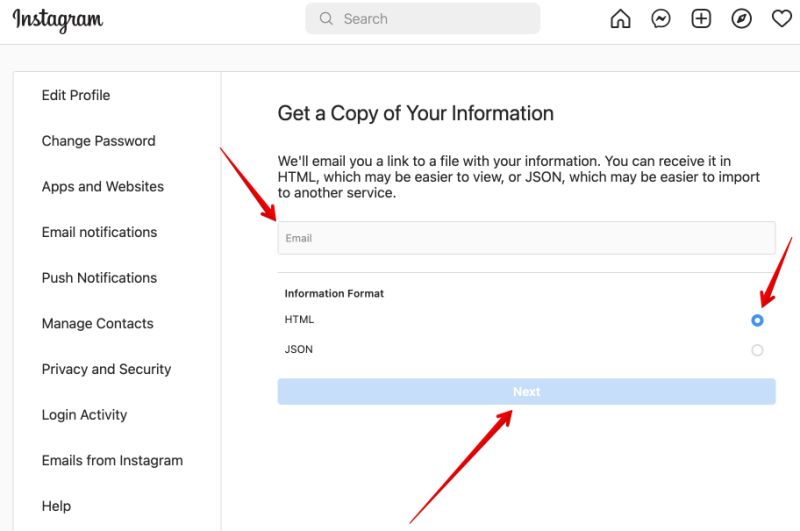 Instagram
Search
Edit Profile
Change Password
Apps and Websites
Email notifications
Push Notifications
Manage Contacts
Privacy and Security
Login Activity
Emails from Instagram
Help
Get a Copy of Your Information
We'll email you a link to a file with your information. You can receive it in
HTML, which may be easier to view, or JSON, which may be easier to import
to another service.
Email
Information Format
HTML
JSON
Next